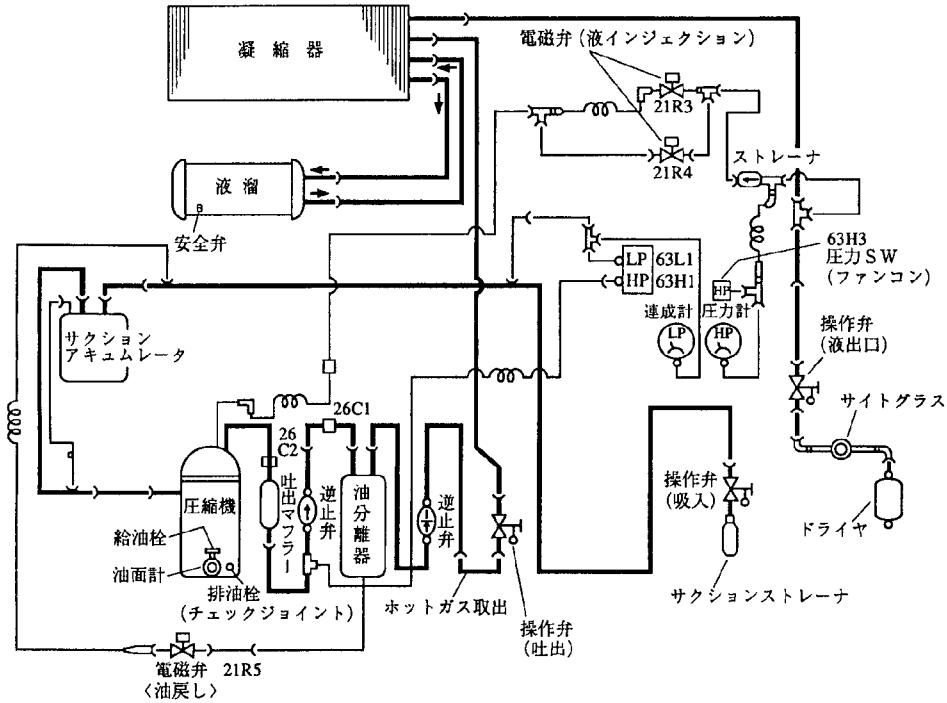 凝縮器
電磁弁(液インジェクション)
21R3
21R4
ストレーナ
液溜
安全弁
LP
63L1
HP
63H1
63H3
圧力SW
(ファンコン)
HP
連成計
圧力計
LP
HP
操作弁
(液出口)
サイトグラス
ドライヤ
サクション
アキュムレータ
26C1
26
C2
圧縮機
吐出マフラー
逆止弁
油分離器
逆止弁
給油栓
油面計
排油栓
(チェックジョイント)
ホットガス取出
操作弁
(吐出)
操作弁
(吸入)
サクションストレーナ
電磁弁
〈油戻し〉
21R5